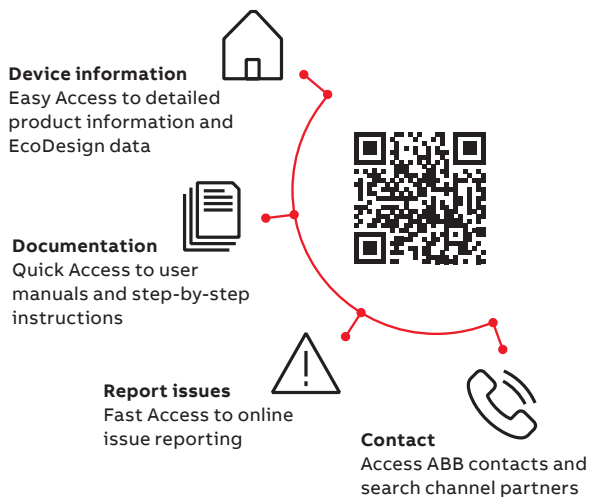 Device information
Easy Access to detailed
product information and
EcoDesign data
Documentation
Quick Access to user
manuals and step-by-step
instructions
Report issues
Fast Access to online
issue reporting
Contact
Access ABB contacts and
search channel partners